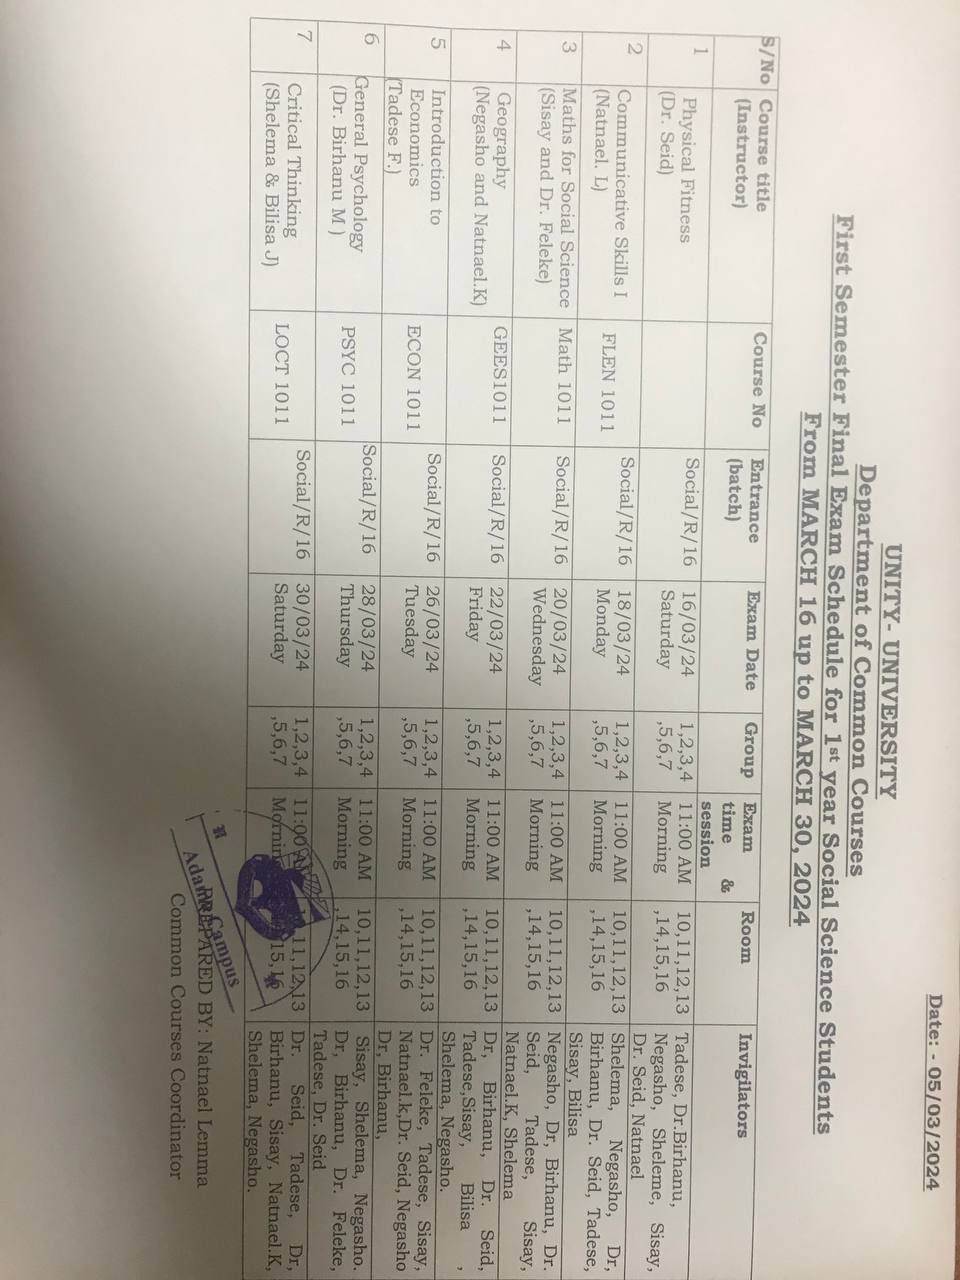 Date: - 05/03/2024
UNITY- UNIVERSITY
Department of Common Courses
First Semester Final Exam Schedule for 1st year Social Science Students
From MARCH 16 up to MARCH 30, 2024
S/No Course title (Instructor) Course No Entrance (batch) Exam Date Group Exam time & session Room Invigilators
1 Physical Fitness (Dr. Seid) Social/R/16 16/03/24 Saturday 1,2,3,4 ,5,6,7 11:00 AM Morning 10,11,12,13 ,14,15,16 Tadese, Dr.Birhanu, Negasho, Sheleme, Sisay, Dr. Seid, Natnael
2 Communicative Skills I (Natnael. L) FLEN 1011 Social/R/16 18/03/24 Monday 1,2,3,4 ,5,6,7 11:00 AM Morning 10,11,12,13 ,14,15,16 Shelema, Negasho, Dr, Birhanu, Dr. Seid, Tadese, Sisay, Bilisa
3 Maths for Social Science (Sisay and Dr. Feleke) Math 1011 Social/R/16 20/03/24 Wednesday 1,2,3,4 ,5,6,7 11:00 AM Morning 10,11,12,13 ,14,15,16 Negasho, Dr, Birhanu, Dr. Seid, Tadese, Sisay, Natnael.K, Shelema
4 Geography (Negasho and Natnael.K) GEES1011 Social/R/16 22/03/24 Friday 1,2,3,4 ,5,6,7 11:00 AM Morning 10,11,12,13 ,14,15,16 Dr, Birhanu, Dr. Seid, Tadese,Sisay, Bilisa , Shelema, Negasho.
5 Introduction to Economics (Tadese F.) ECON 1011 Social/R/16 26/03/24 Tuesday 1,2,3,4 ,5,6,7 11:00 AM Morning 10,11,12,13 ,14,15,16 Dr. Feleke, Tadese, Sisay, Natnael.k,Dr. Seid, Negasho Dr, Birhanu,
6 General Psychology (Dr. Birhanu M ) PSYC 1011 Social/R/16 28/03/24 Thursday 1,2,3,4 ,5,6,7 11:00 AM Morning 10,11,12,13 ,14,15,16 Sisay, Shelema, Negasho. Dr, Birhanu, Dr. Feleke, Tadese, Dr. Seid
7 Critical Thinking (Shelema & Bilisa J) LOCT 1011 Social/R/16 30/03/24 Saturday 1,2,3,4 ,5,6,7 11:00 AM Morning 10,11,12,13 ,14,15,16 Dr. Seid, Tadese, Dr, Birhanu, Sisay, Natnael.K, Shelema, Negasho.
PREPARED BY: Natnael Lemma
Common Courses Coordinator
Adama Campus